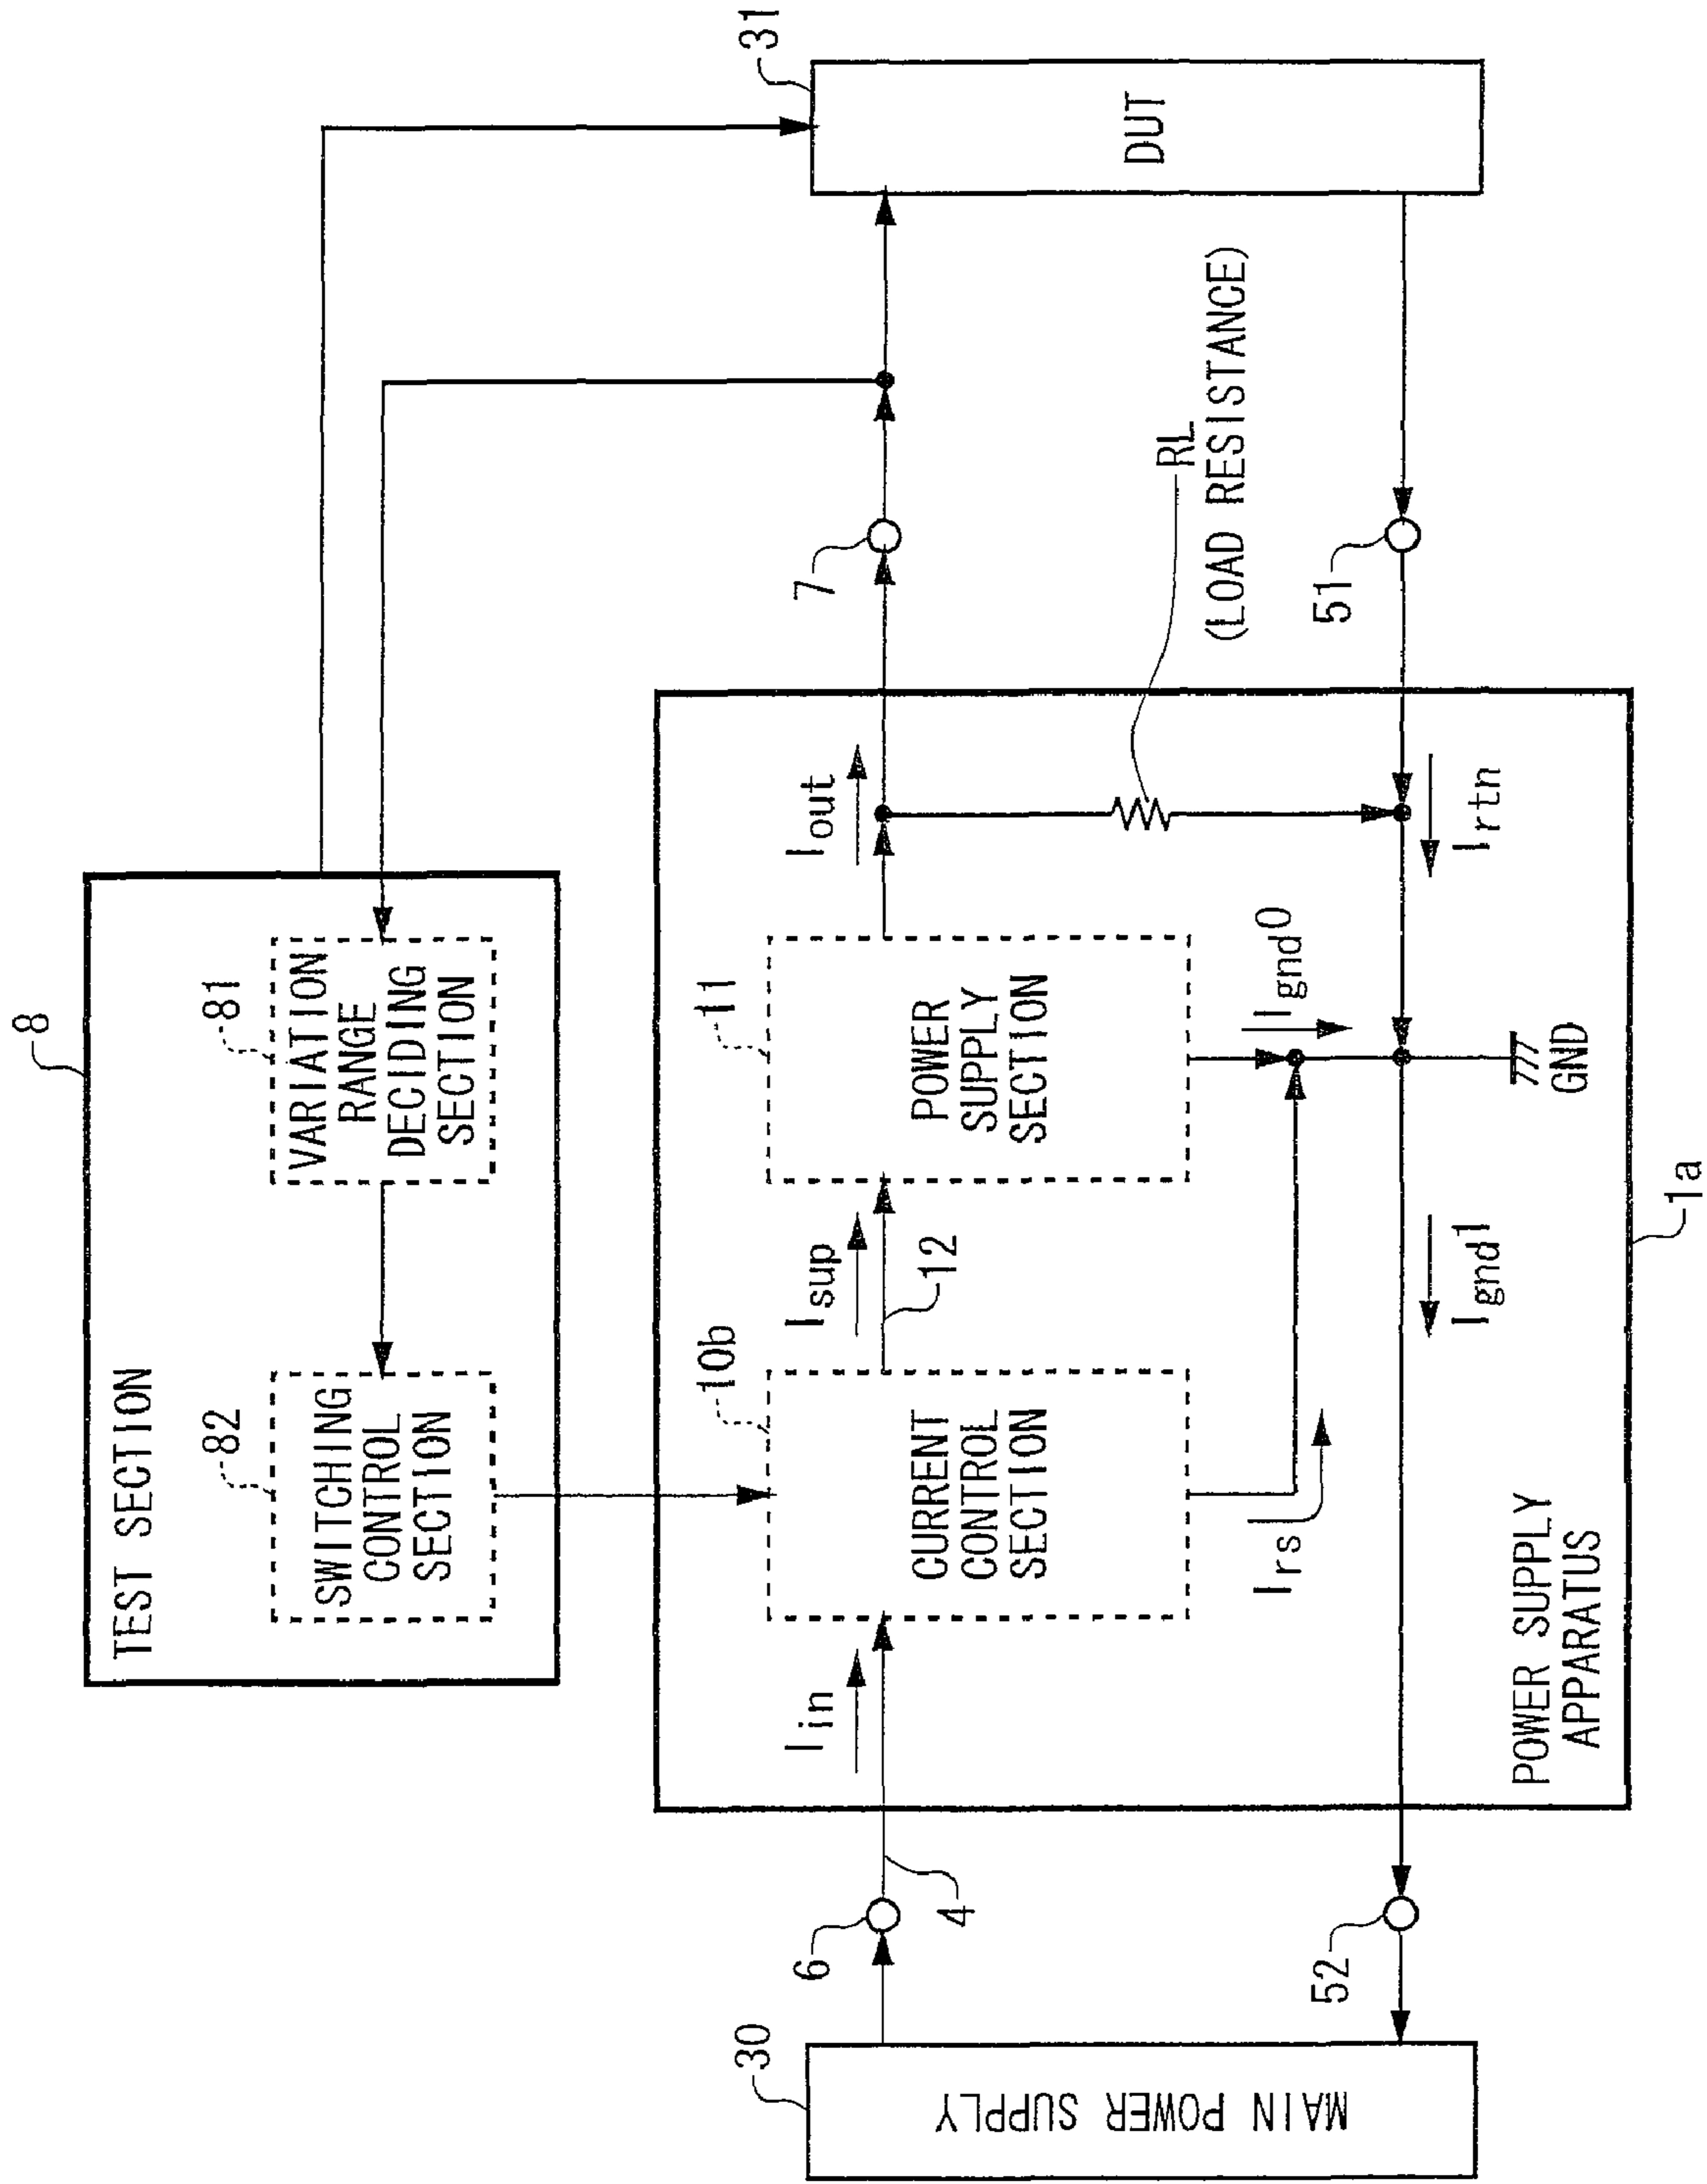 8
TEST SECTION
82
SWITCHING
CONTROL
SECTION
81
VARIATION
RANGE
DECIDING
SECTION
31
DUT
30
MAIN POWER SUPPLY
6
4
Iin
10b
CURRENT
CONTROL
SECTION
Isup
12
11
POWER
SUPPLY
SECTION
Iout
7
RL
(LOAD RESISTANCE)
Irs
Ignd0
Irtn
51
52
Ignd1
GND
POWER SUPPLY
APPARATUS
1a